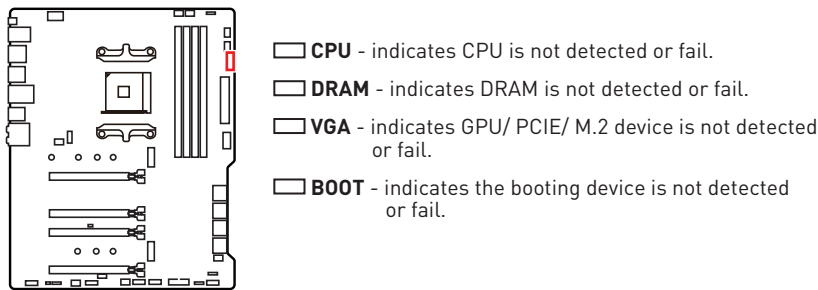 CPU - indicates CPU is not detected or fail.
DRAM - indicates DRAM is not detected or fail.
VGA - indicates GPU/ PCIE/ M.2 device is not detected
or fail.
BOOT - indicates the booting device is not detected
or fail.